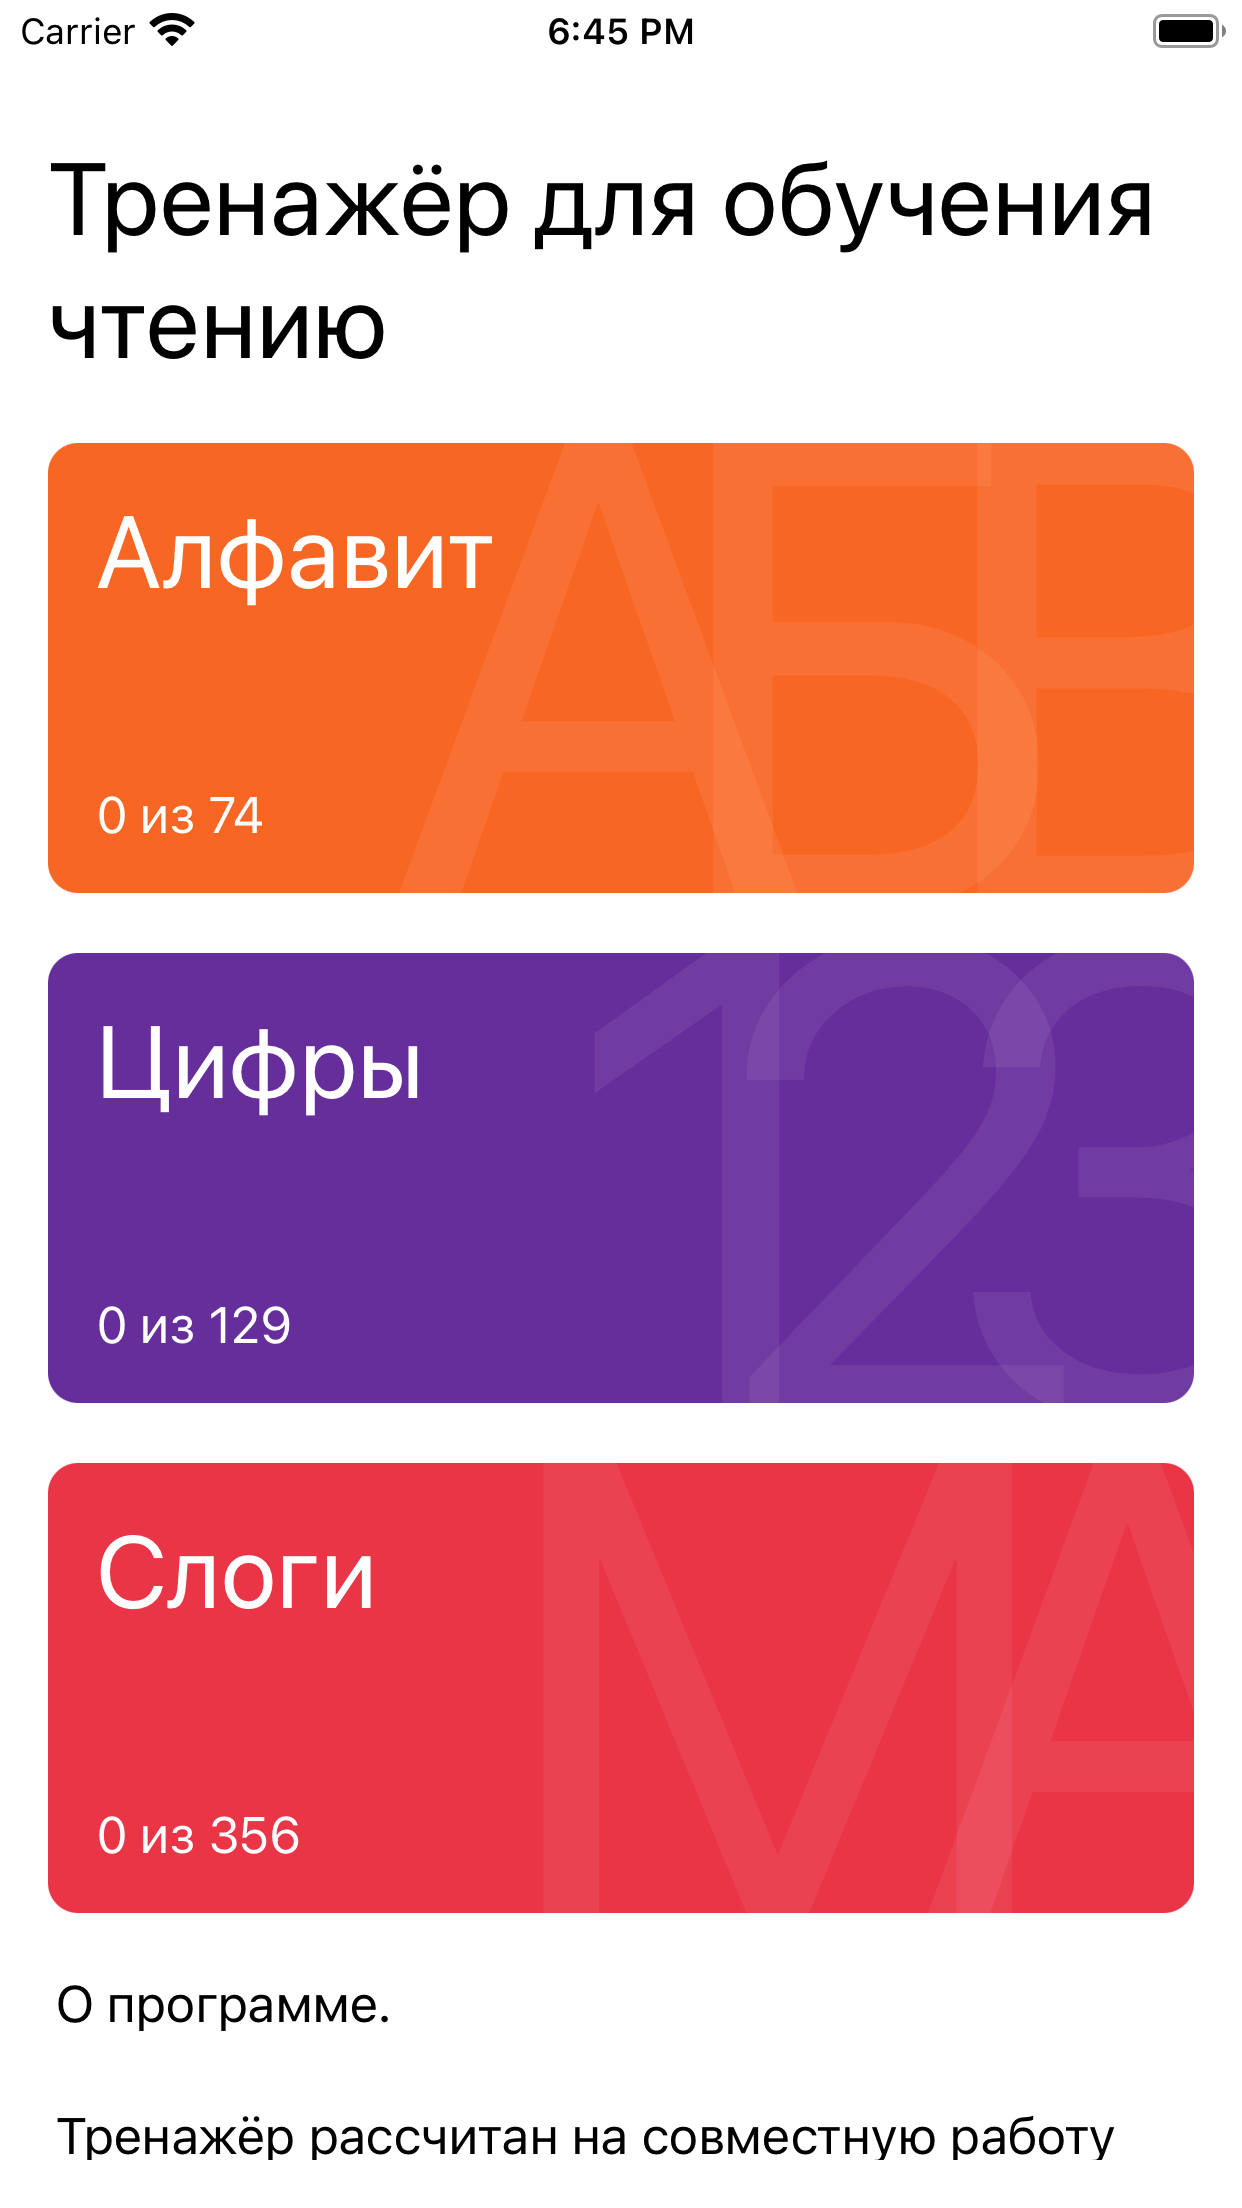 Carrier 6:45 PM
Тренажёр для обучения
чтению
Алфавит
АБВ
0 из 74
Цифры
123
0 из 129
Слоги
МА
0 из 356
О программе.
Тренажёр рассчитан на совместную работу